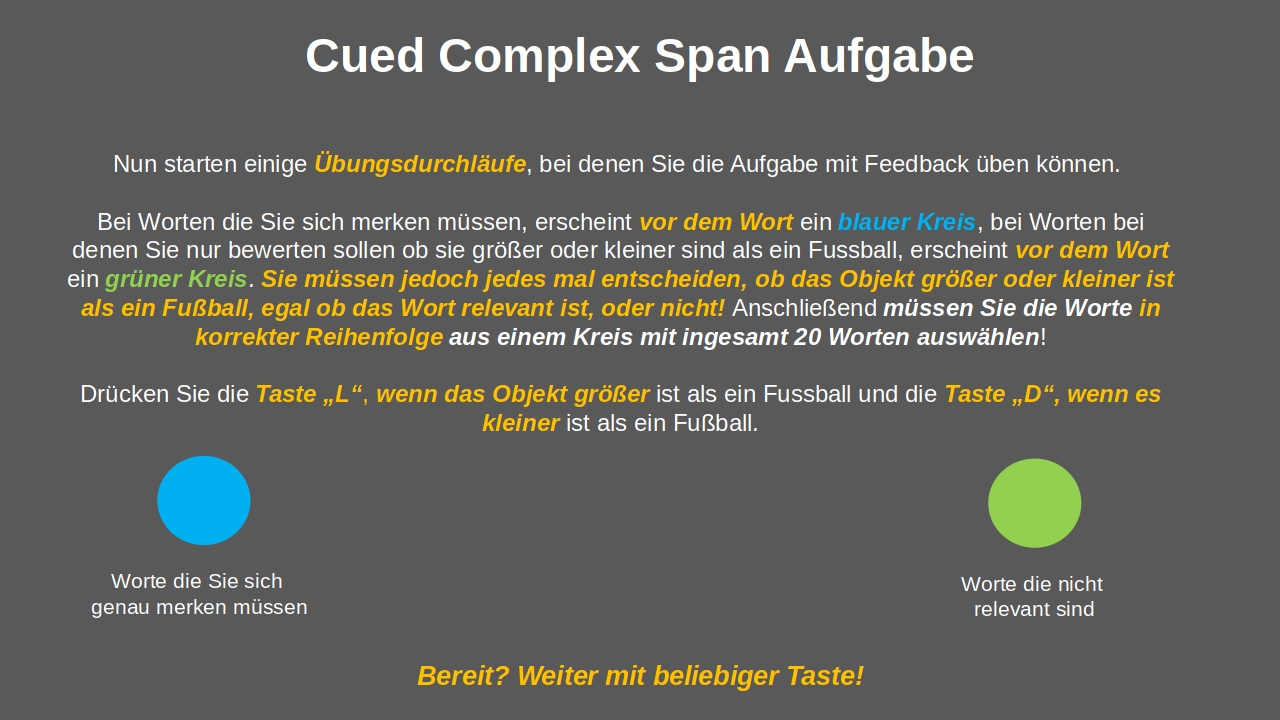 Cued Complex Span Aufgabe
Nun starten einige Übungsdurchläufe, bei denen Sie die Aufgabe mit Feedback üben können.
Bei Worten die Sie sich merken müssen, erscheint vor dem Wort ein blauer Kreis, bei Worten bei
denen Sie nur bewerten sollen ob sie größer oder kleiner sind als ein Fussball, erscheint vor dem Wort
ein grüner Kreis. Sie müssen jedoch jedes mal entscheiden, ob das Objekt größer oder kleiner ist
als ein Fußball, egal ob das Wort relevant ist, oder nicht! Anschließend müssen Sie die Worte in
korrekter Reihenfolge aus einem Kreis mit ingesamt 20 Worten auswählen!
Drücken Sie die Taste „L“, wenn das Objekt größer ist als ein Fussball und die Taste „D“, wenn es
kleiner ist als ein Fußball.
Worte die Sie sich
genau merken müssen
Worte die nicht
relevant sind
Bereit? Weiter mit beliebiger Taste!